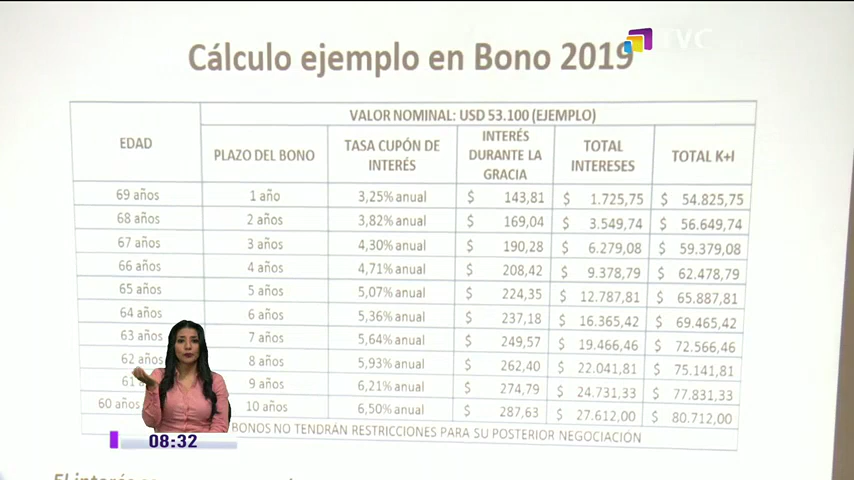 TVC
Cálculo ejemplo en Bono 2019
EDAD
VALOR NOMINAL: USD 53.100 (EJEMPLO)
PLAZO DEL BONO
TASA CUPÓN DE INTERÉS
INTERÉS DURANTE LA GRACIA
TOTAL INTERESES
TOTAL K+I
69 años 1 año 3,25% anual $ 143,81 $ 1.725,75 $ 54.825,75
68 años 2 años 3,82% anual $ 169,04 $ 3.549,74 $ 56.649,74
67 años 3 años 4,30% anual $ 190,28 $ 6.279,08 $ 59.379,08
66 años 4 años 4,71% anual $ 208,42 $ 9.378,79 $ 62.478,79
65 años 5 años 5,07% anual $ 224,35 $ 12.787,81 $ 65.887,81
64 años 6 años 5,36% anual $ 237,18 $ 16.365,42 $ 69.465,42
63 años 7 años 5,64% anual $ 249,57 $ 19.466,46 $ 72.566,46
62 años 8 años 5,93% anual $ 262,40 $ 22.041,81 $ 75.141,81
61 9 años 6,21% anual $ 274,79 $ 24.731,33 $ 77.831,33
60 años 10 años 6,50% anual $ 287,63 $ 27.612,00 $ 80.712,00
BONOS NO TENDRÁN RESTRICCIONES PARA SU POSTERIOR NEGOCIACIÓN
08:32
El interés